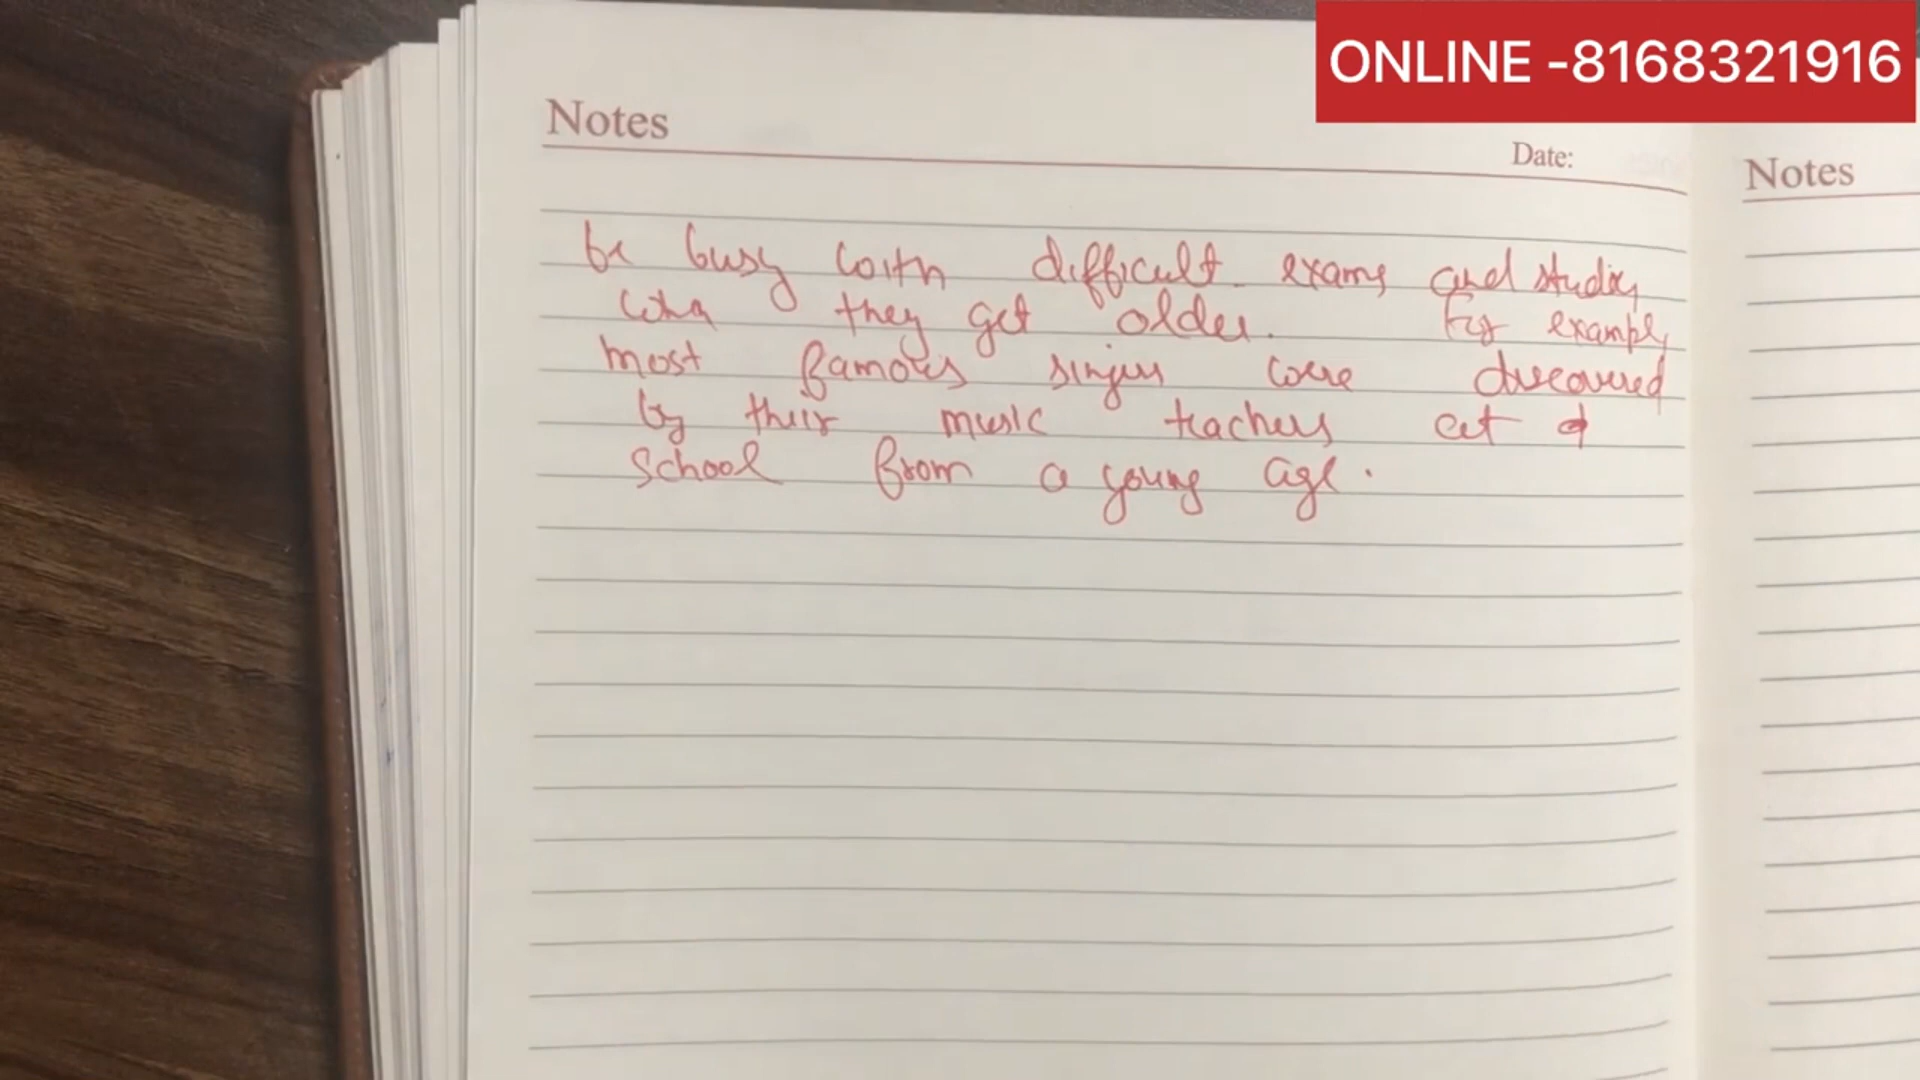 ONLINE -8168321916
Notes
Date:
Notes
be busy with difficult exams and studies
when they get older. For example
most famous singers were discovered
by their music teachers at
school from a young age.